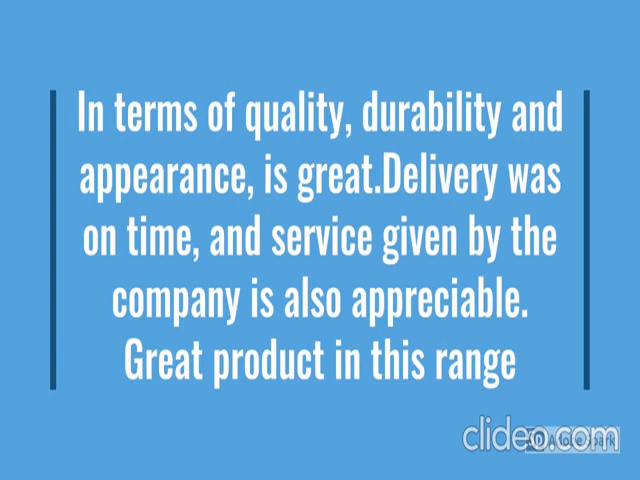 In terms of quality, durability and
appearance, is great.Delivery was
on time, and service given by the
company is also appreciable.
Great product in this range
clideo.com